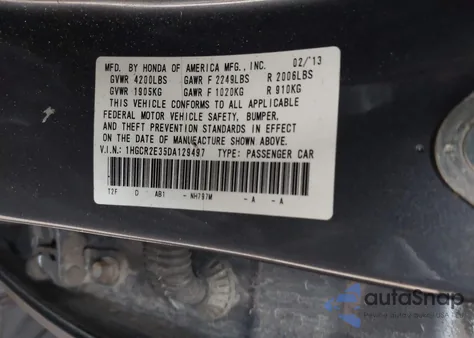 MFD. BY HONDA OF AMERICA MFG., INC. 02/13
GVWR 4200LBS GAWR F 2249LBS R 2006LBS
GVWR 1905KG GAWR F 1020KG R 910KG
THIS VEHICLE CONFORMS TO ALL APPLICABLE
FEDERAL MOTOR VEHICLE SAFETY, BUMPER,
AND THEFT PREVENTION STANDARDS IN EFFECT
ON THE DATE OF MANUFACTURE SHOWN ABOVE.
V.I.N.: 1HGCR2E35DA129497 TYPE: PASSENGER CAR
T2F D AB1 - NH797M - A - A
autoSnap